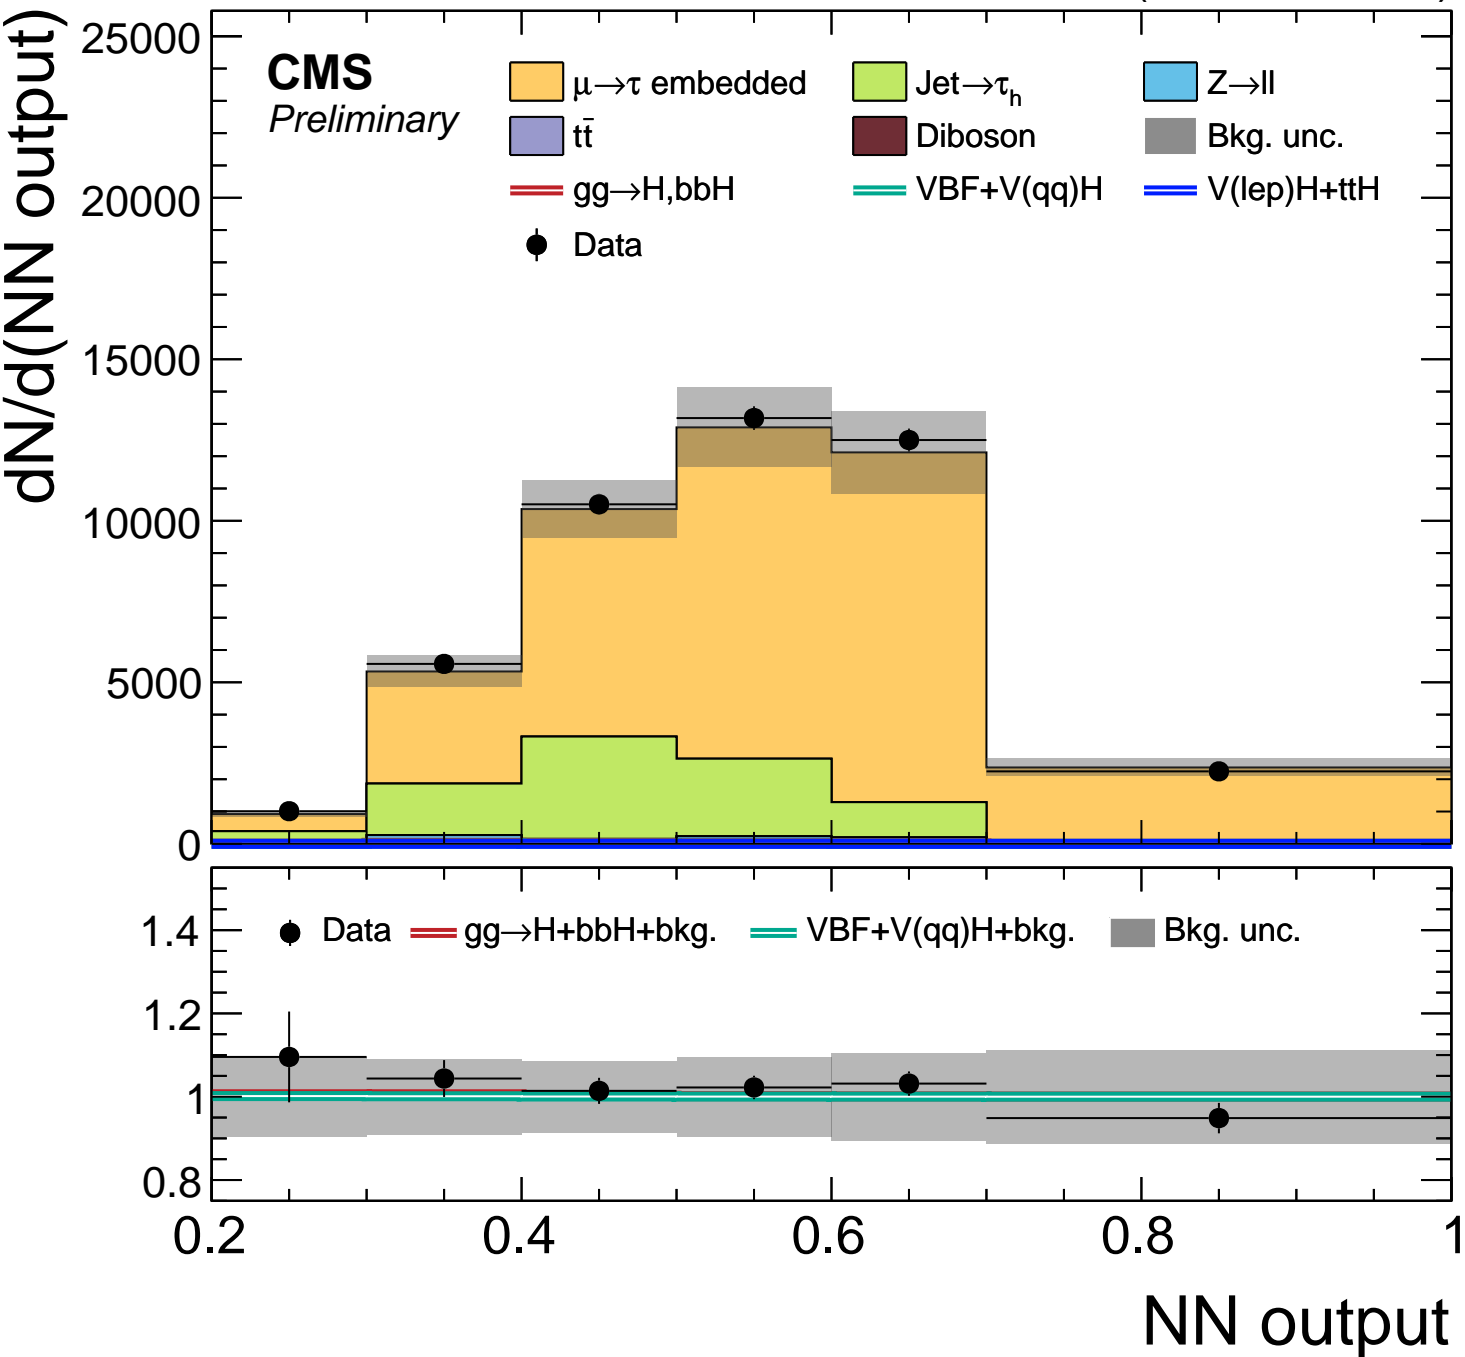 dN/d(NN output)
25000
20000
15000
10000
5000
0
CMS
Preliminary
μ→τ embedded
Jet→τh
Z→ll
tt̄
Diboson
Bkg. unc.
gg→H,bbH
VBF+V(qq)H
V(lep)H+ttH
Data
1.4
1.2
1
0.8
Data
gg→H+bbH+bkg.
VBF+V(qq)H+bkg.
Bkg. unc.
0.2
0.4
0.6
0.8
1
NN output